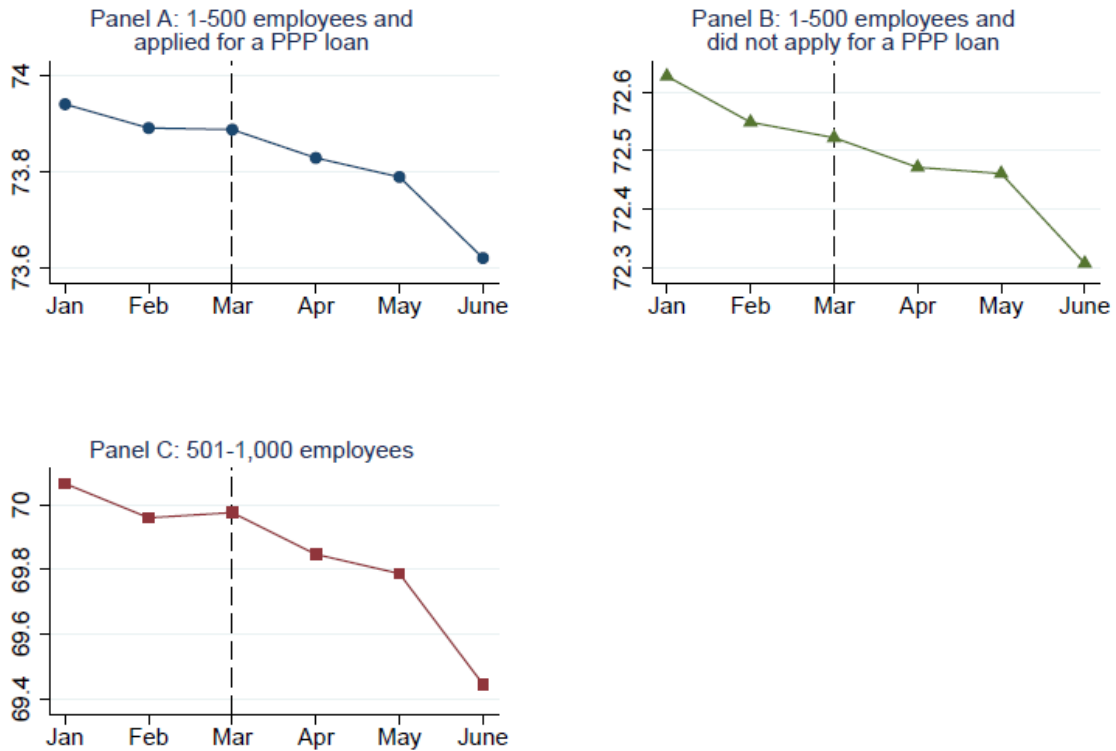 Panel A: 1-500 employees and
applied for a PPP loan
74
73.8
73.6
Jan Feb Mar Apr May June
Panel B: 1-500 employees and
did not apply for a PPP loan
72.6
72.5
72.4
72.3
Jan Feb Mar Apr May June
Panel C: 501-1,000 employees
70
69.8
69.6
69.4
Jan Feb Mar Apr May June